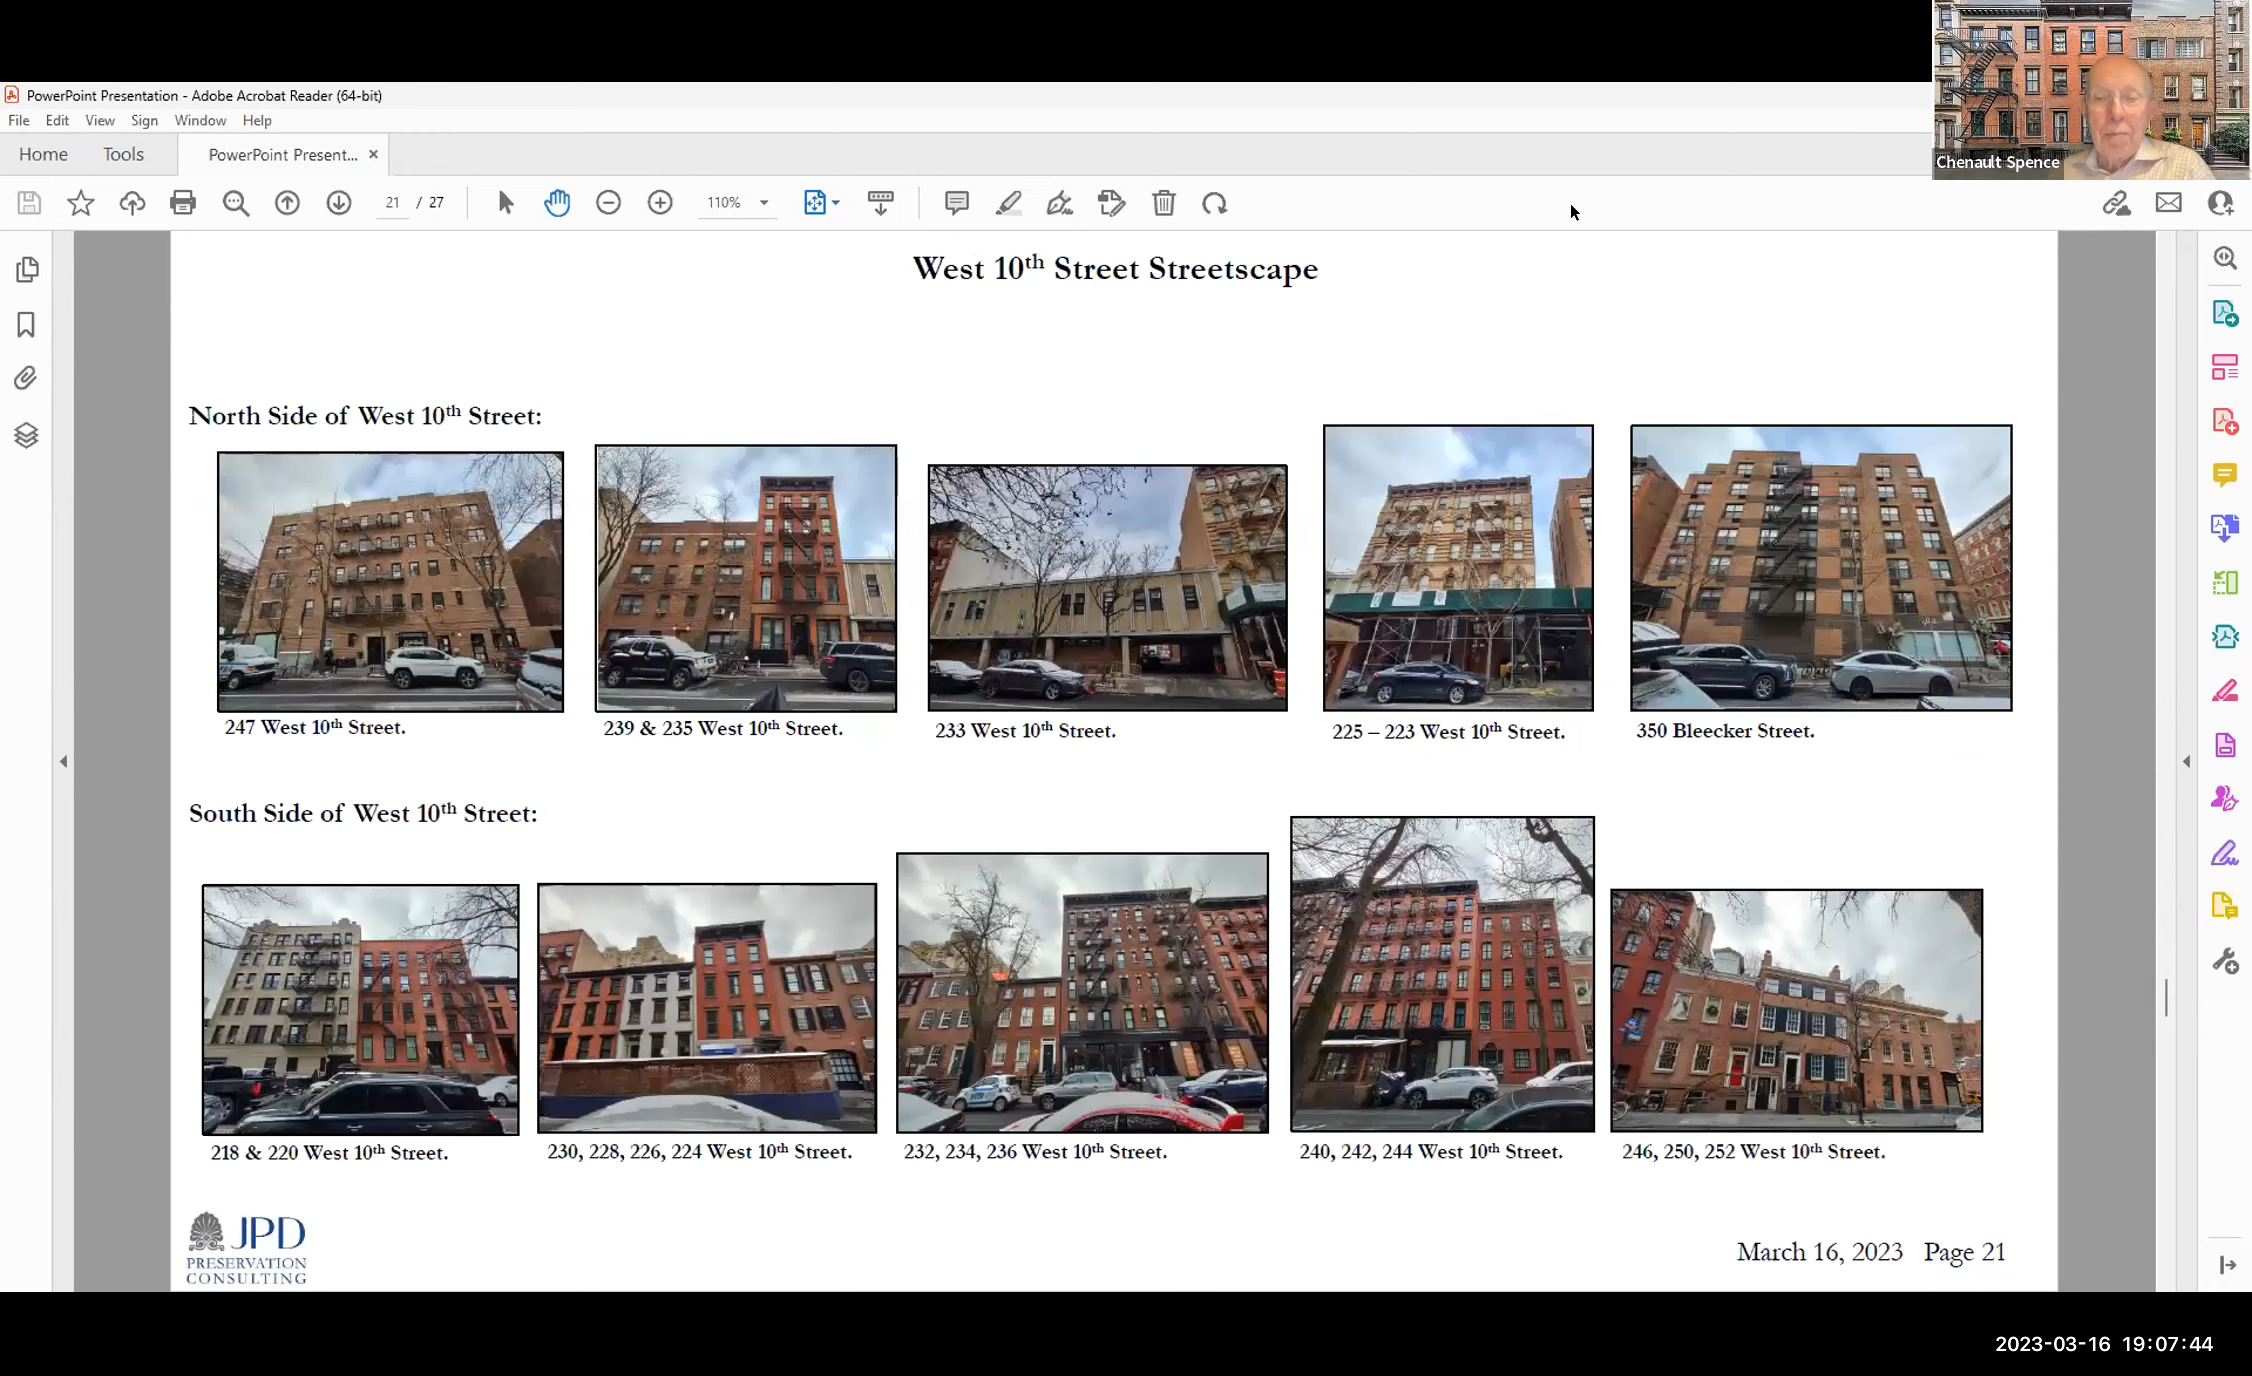 PowerPoint Presentation - Adobe Acrobat Reader (64-bit)
File Edit View Sign Window Help
Home Tools PowerPoint Present... ×
21 / 27 110%
Chenault Spence
West 10th Street Streetscape
North Side of West 10th Street:
247 West 10th Street.
239 & 235 West 10th Street.
233 West 10th Street.
225 – 223 West 10th Street.
350 Bleecker Street.
South Side of West 10th Street:
218 & 220 West 10th Street.
230, 228, 226, 224 West 10th Street.
232, 234, 236 West 10th Street.
240, 242, 244 West 10th Street.
246, 250, 252 West 10th Street.
JPD
PRESERVATION
CONSULTING
March 16, 2023 Page 21
2023-03-16 19:07:44